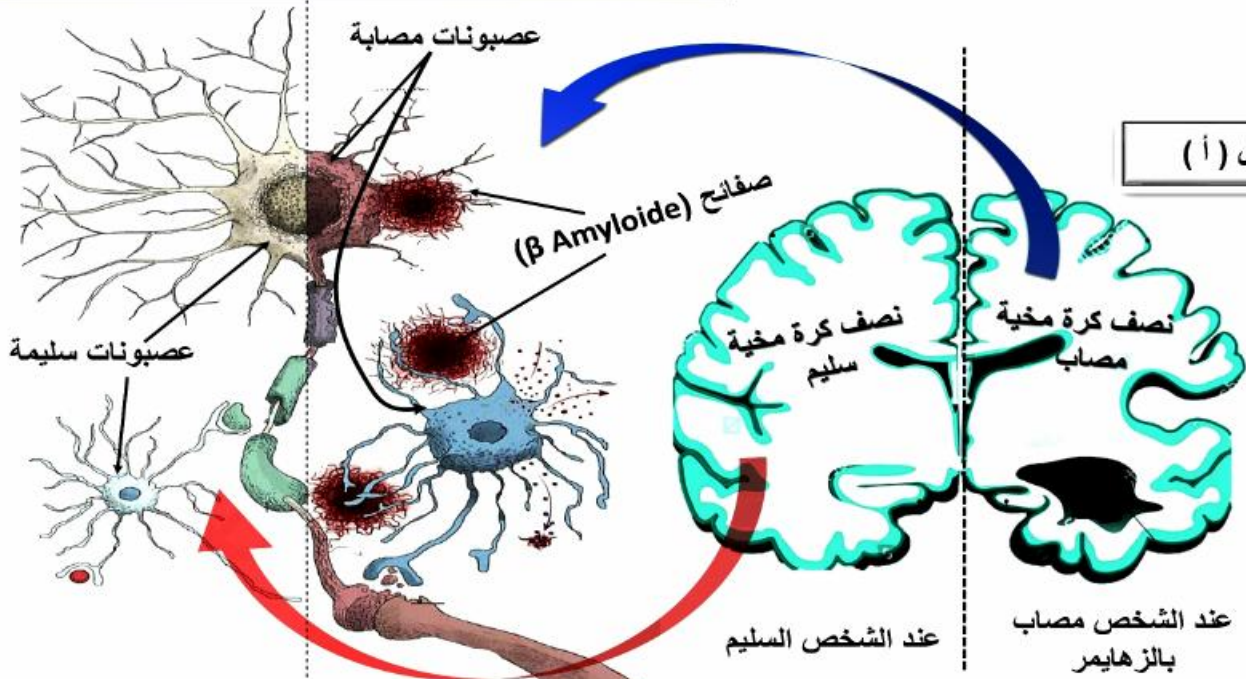 عصبونات مصابة
(أ)
صفائح (β Amyloide)
نصف كرة مخية
مصاب
نصف كرة مخية
سليم
عصبونات سليمة
عند الشخص مصاب
بالزهايمر
عند الشخص السليم